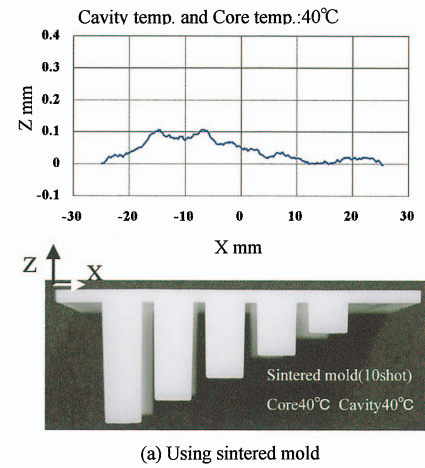 Cavity temp. and Core temp.:40℃
0.4
0.3
0.2
0.1
0
-0.1
Z mm
-30 -20 -10 0 10 20 30
X mm
Z
X
Sintered mold(10shot)
Core40℃ Cavity40℃
(a) Using sintered mold